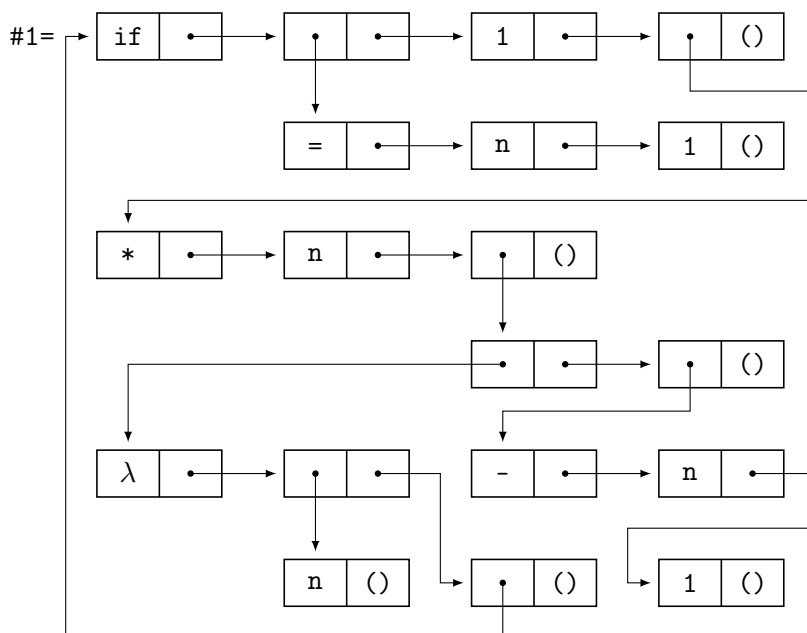 #1= if 1 ()
= n 1 ()
* n ()
()
λ - n
n () () 1 ()